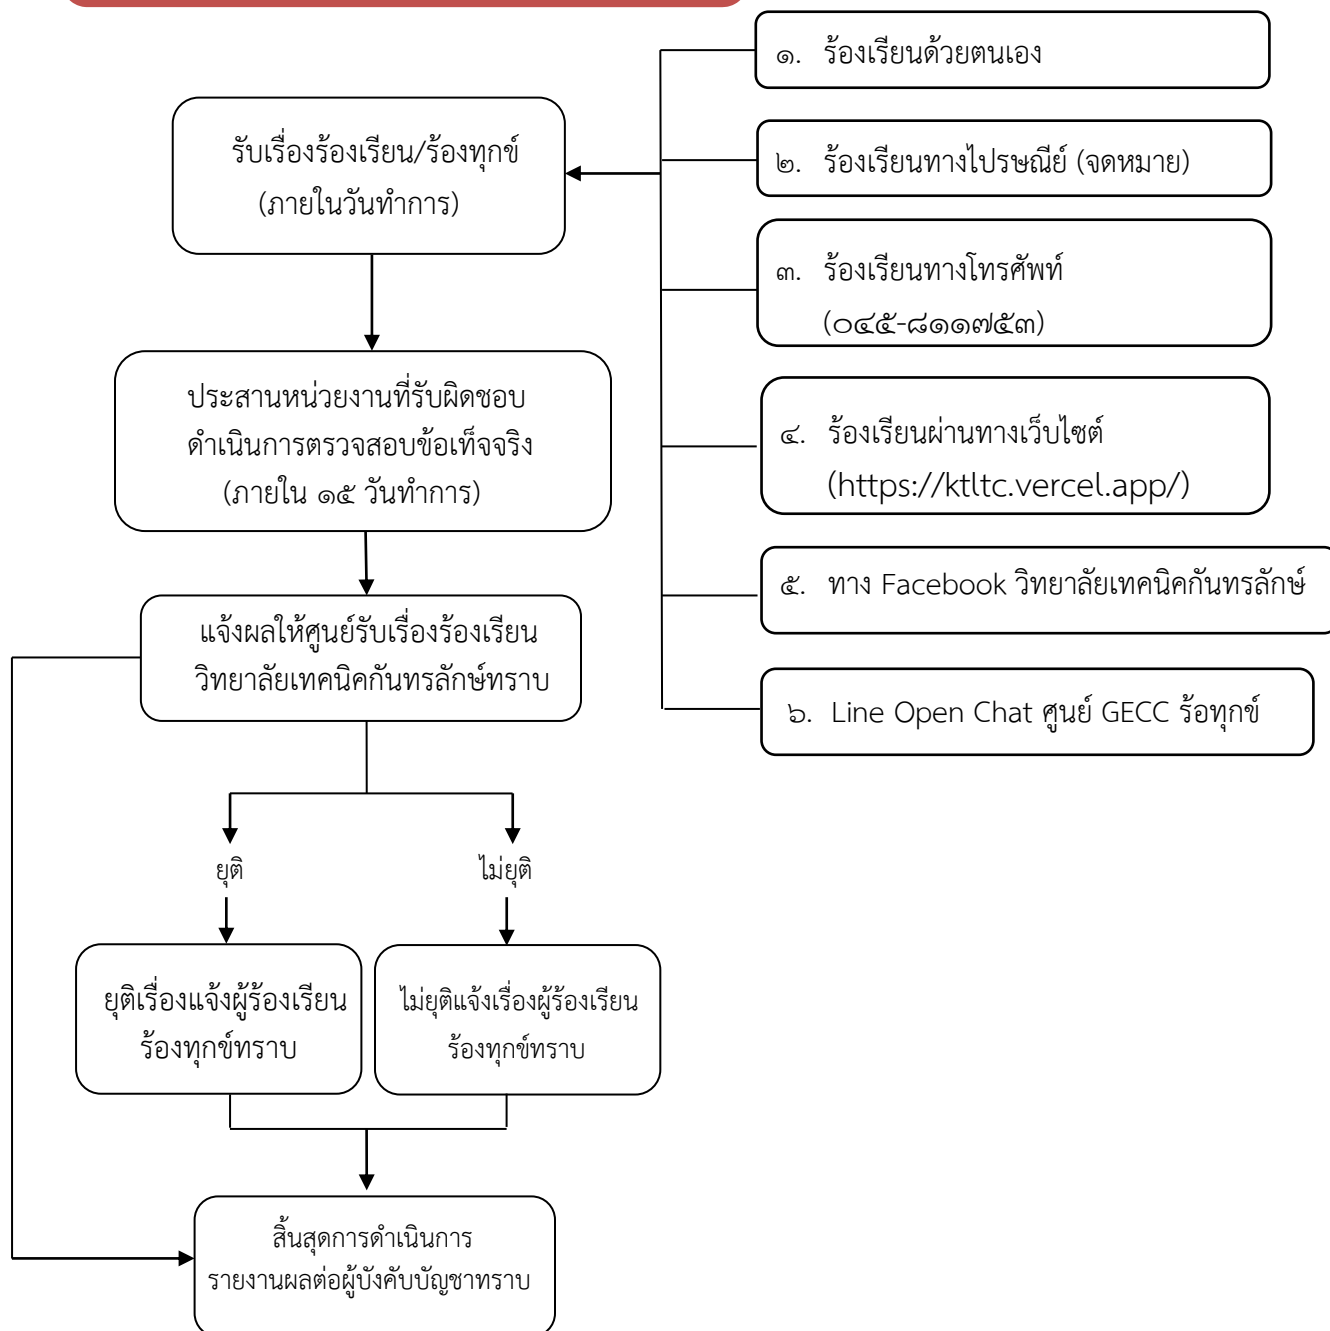 ๑. ร้องเรียนด้วยตนเอง
๒. ร้องเรียนทางไปรษณีย์ (จดหมาย)
๓. ร้องเรียนทางโทรศัพท์
(๐๔๕-๘๑๑๗๕๓)
๔. ร้องเรียนผ่านทางเว็บไซต์
(https://ktltc.vercel.app/)
๕. ทาง Facebook วิทยาลัยเทคนิคกันทรลักษ์
๖. Line Open Chat ศูนย์ GECC ร้อทุกข์
รับเรื่องร้องเรียน/ร้องทุกข์
(ภายในวันทำการ)
ประสานหน่วยงานที่รับผิดชอบ
ดำเนินการตรวจสอบข้อเท็จจริง
(ภายใน ๑๕ วันทำการ)
แจ้งผลให้ศูนย์รับเรื่องร้องเรียน
วิทยาลัยเทคนิคกันทรลักษ์ทราบ
ยุติ
ไม่ยุติ
ยุติเรื่องแจ้งผู้ร้องเรียน
ร้องทุกข์ทราบ
ไม่ยุติแจ้งเรื่องผู้ร้องเรียน
ร้องทุกข์ทราบ
สิ้นสุดการดำเนินการ
รายงานผลต่อผู้บังคับบัญชาทราบ